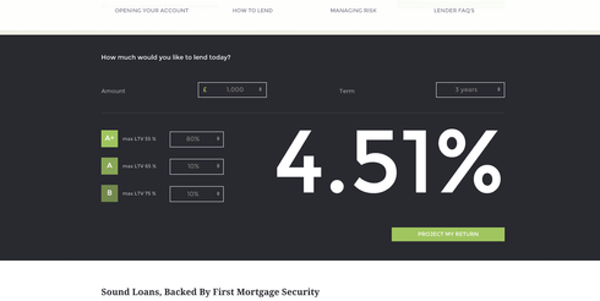 OPENING YOUR ACCOUNT HOW TO LEND MANAGING RISK LENDER FAQ'S
How much would you like to lend today?
Amount £ 1,000 Term 3 years
A+ max LTV 55 % 80%
A max LTV 65 % 10%
B max LTV 75 % 10%
4.51%
PROJECT MY RETURN
Sound Loans, Backed By First Mortgage Security